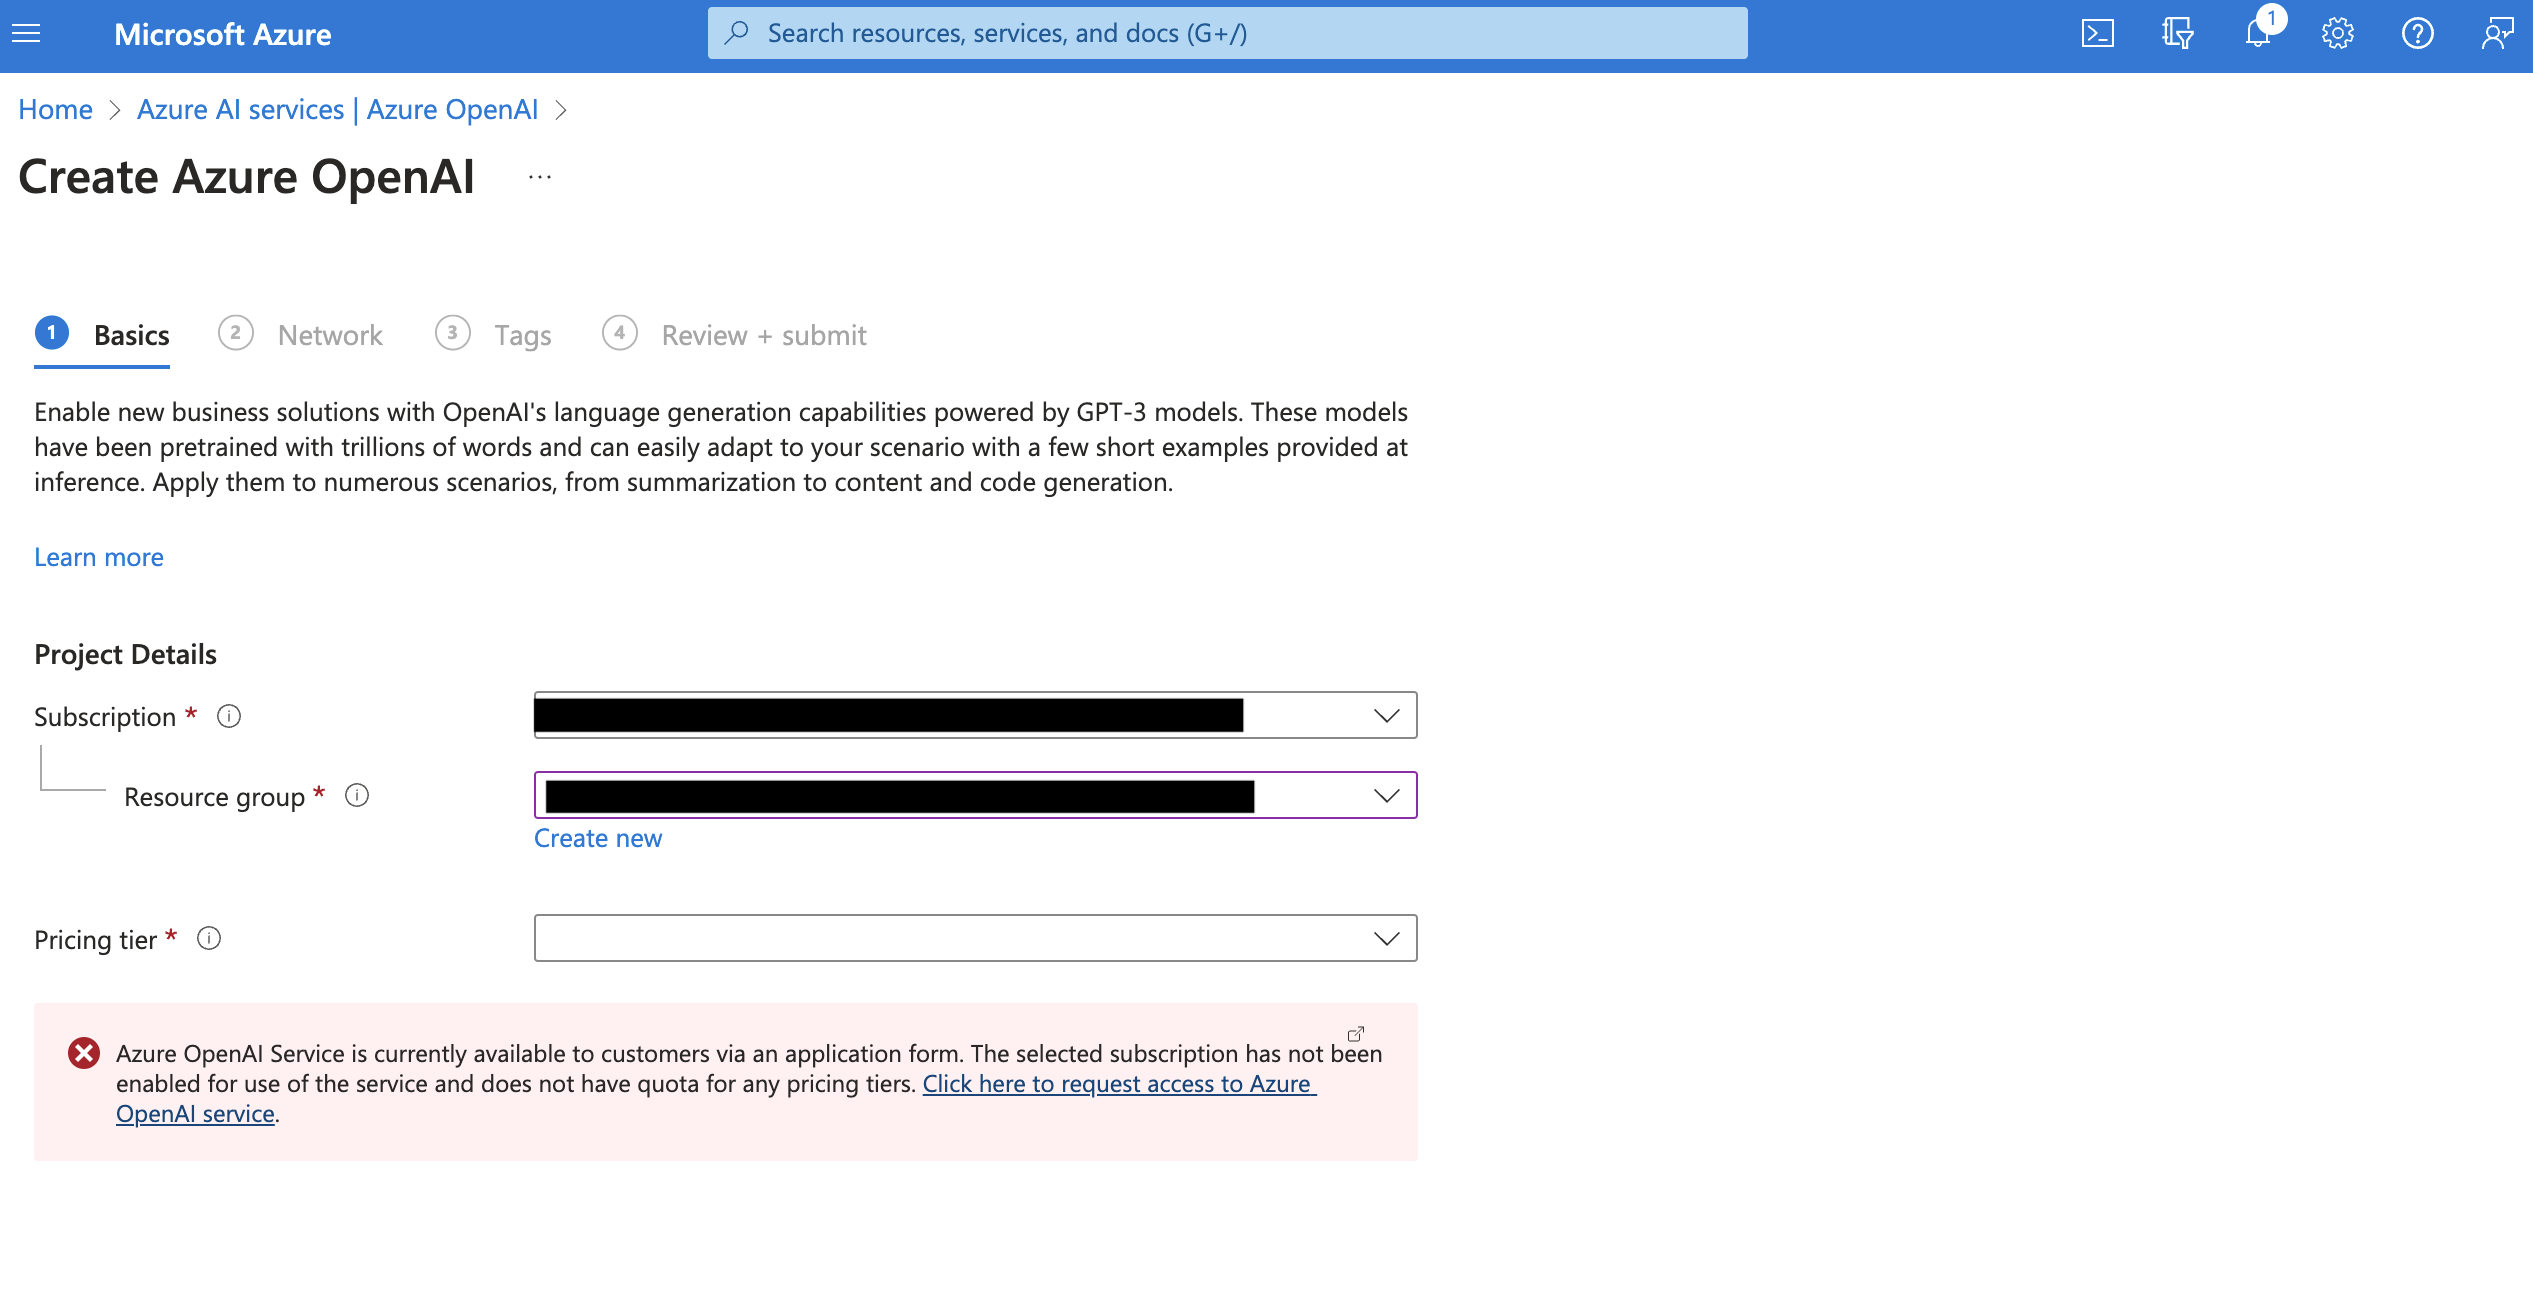 Microsoft Azure
Search resources, services, and docs (G+/)
1
Home > Azure AI services | Azure OpenAI >
Create Azure OpenAI ...
1 Basics 2 Network 3 Tags 4 Review + submit
Enable new business solutions with OpenAI's language generation capabilities powered by GPT-3 models. These models
have been pretrained with trillions of words and can easily adapt to your scenario with a few short examples provided at
inference. Apply them to numerous scenarios, from summarization to content and code generation.
Learn more
Project Details
Subscription *
Resource group *
Create new
Pricing tier *
Azure OpenAI Service is currently available to customers via an application form. The selected subscription has not been
enabled for use of the service and does not have quota for any pricing tiers. Click here to request access to Azure
OpenAI service.